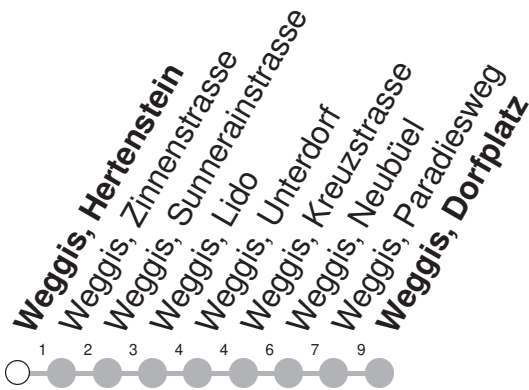 Weggis, Hertenstein
Weggis, Zinnenstrasse
Weggis, Sunnerainstrasse
Weggis, Lido
Weggis, Unterdorf
Weggis, Kreuzstrasse
Weggis, Neubüel
Weggis, Paradiesweg
Weggis, Dorfplatz
1 2 3 4 4 6 7 9